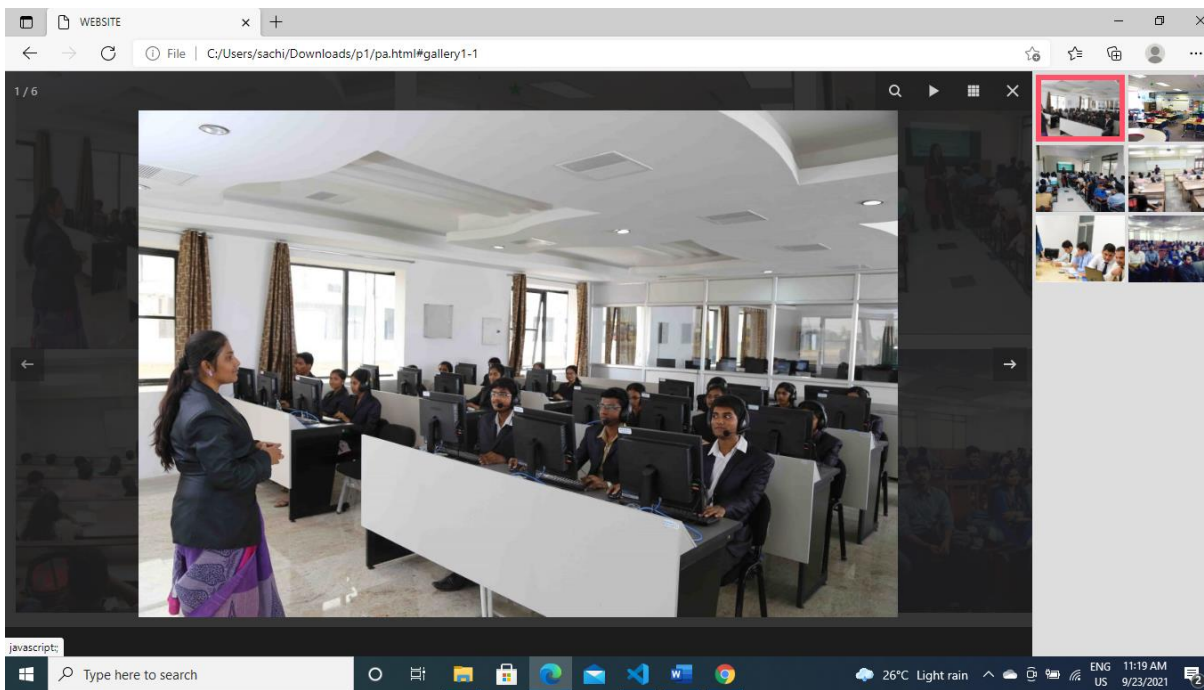 WEBSITE
File | C:/Users/sachi/Downloads/p1/pa.html#gallery1-1
1 / 6
javascript:;
Type here to search
26°C Light rain
ENG 11:19 AM
US 9/23/2021
2